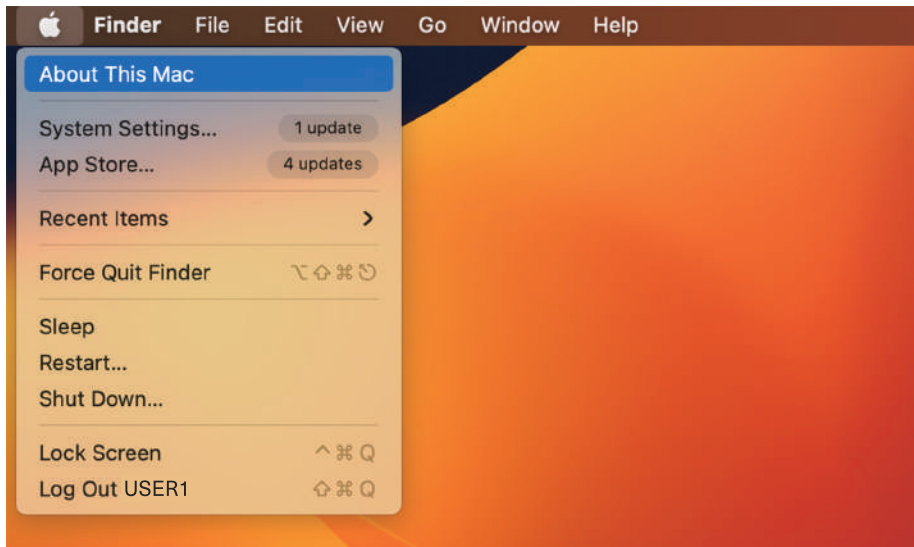 Finder File Edit View Go Window Help
About This Mac
System Settings... 1 update
App Store... 4 updates
Recent Items >
Force Quit Finder ⌥⇧⌘⎋
Sleep
Restart...
Shut Down...
Lock Screen ^⌘Q
Log Out USER1 ⇧⌘Q